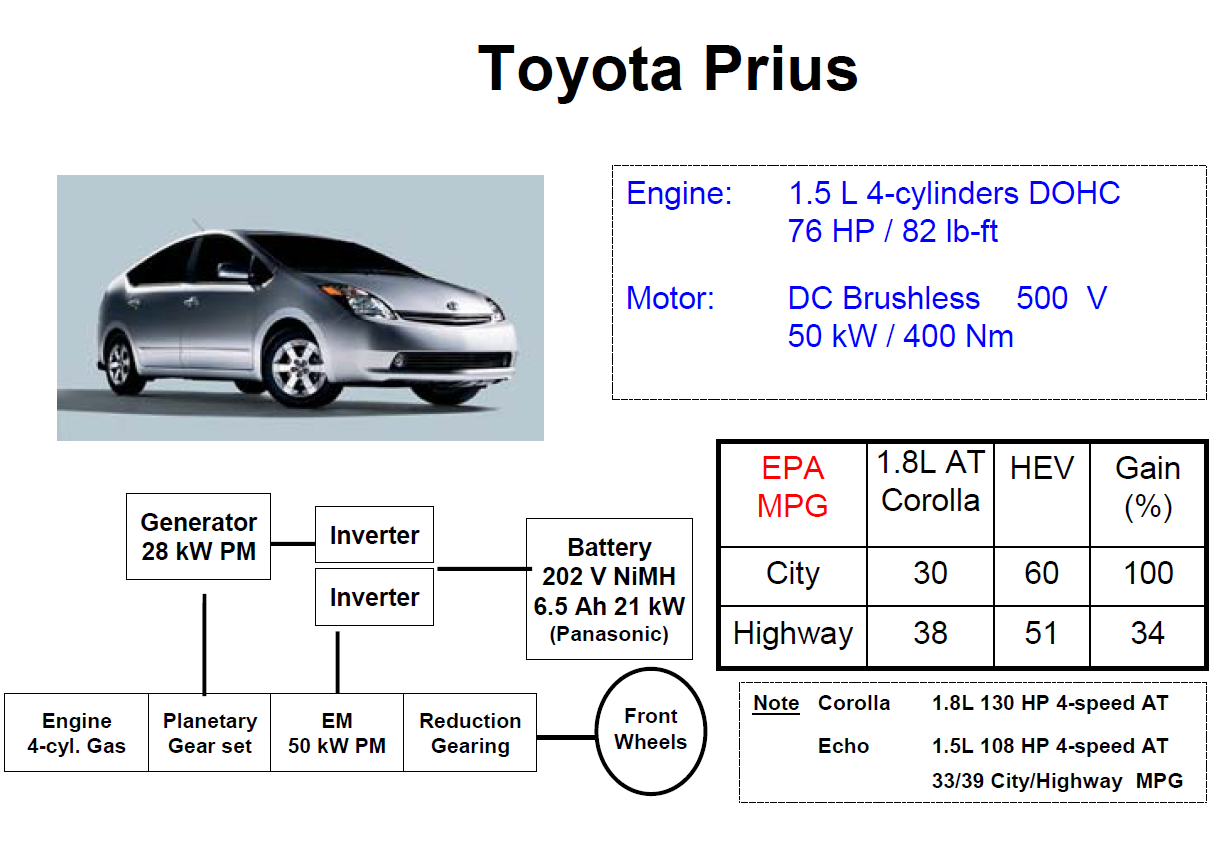 Toyota Prius
Engine: 1.5 L 4-cylinders DOHC
76 HP / 82 lb-ft
Motor: DC Brushless 500 V
50 kW / 400 Nm
EPA MPG 1.8L AT Corolla HEV Gain (%)
City 30 60 100
Highway 38 51 34
Note Corolla 1.8L 130 HP 4-speed AT
Echo 1.5L 108 HP 4-speed AT
33/39 City/Highway MPG
Generator
28 kW PM
Inverter
Inverter
Battery
202 V NiMH
6.5 Ah 21 kW
(Panasonic)
Engine
4-cyl. Gas
Planetary
Gear set
EM
50 kW PM
Reduction
Gearing
Front
Wheels